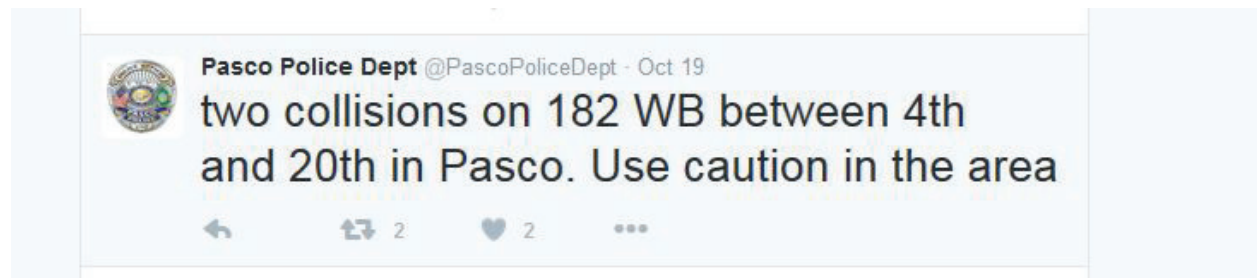 Pasco Police Dept @PascoPoliceDept · Oct 19
two collisions on 182 WB between 4th
and 20th in Pasco. Use caution in the area
2 2